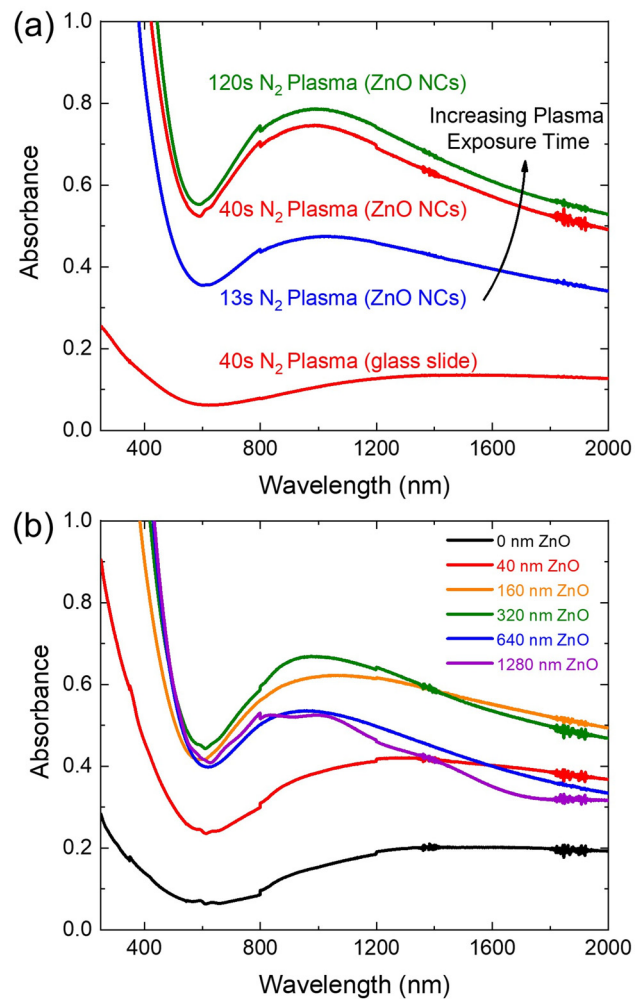 (a)
1.0
0.8
0.6
0.4
0.2
0.0
Absorbance
120s N₂ Plasma (ZnO NCs)
Increasing Plasma
Exposure Time
40s N₂ Plasma (ZnO NCs)
13s N₂ Plasma (ZnO NCs)
40s N₂ Plasma (glass slide)
400 800 1200 1600 2000
Wavelength (nm)
(b)
1.0
0.8
0.6
0.4
0.2
0.0
Absorbance
0 nm ZnO
40 nm ZnO
160 nm ZnO
320 nm ZnO
640 nm ZnO
1280 nm ZnO
400 800 1200 1600 2000
Wavelength (nm)